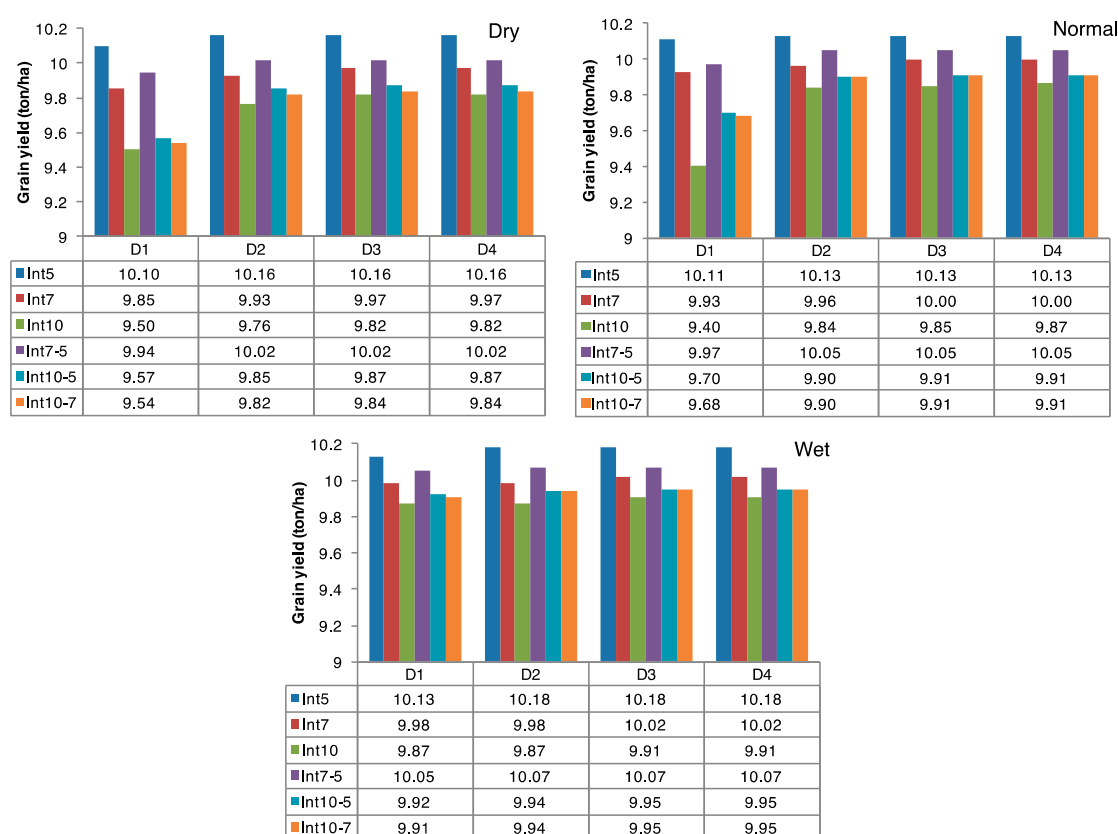 Dry
Grain yield (ton/ha)
10.2
10
9.8
9.6
9.4
9.2
9
D1 D2 D3 D4
Int5 10.10 10.16 10.16 10.16
Int7 9.85 9.93 9.97 9.97
Int10 9.50 9.76 9.82 9.82
Int7-5 9.94 10.02 10.02 10.02
Int10-5 9.57 9.85 9.87 9.87
Int10-7 9.54 9.82 9.84 9.84
Normal
Grain yield (ton/ha)
10.2
10
9.8
9.6
9.4
9.2
9
D1 D2 D3 D4
Int5 10.11 10.13 10.13 10.13
Int7 9.93 9.96 10.00 10.00
Int10 9.40 9.84 9.85 9.87
Int7-5 9.97 10.05 10.05 10.05
Int10-5 9.70 9.90 9.91 9.91
Int10-7 9.68 9.90 9.91 9.91
Wet
Grain yield (ton/ha)
10.2
10
9.8
9.6
9.4
9.2
9
D1 D2 D3 D4
Int5 10.13 10.18 10.18 10.18
Int7 9.98 9.98 10.02 10.02
Int10 9.87 9.87 9.91 9.91
Int7-5 10.05 10.07 10.07 10.07
Int10-5 9.92 9.94 9.95 9.95
Int10-7 9.91 9.94 9.95 9.95